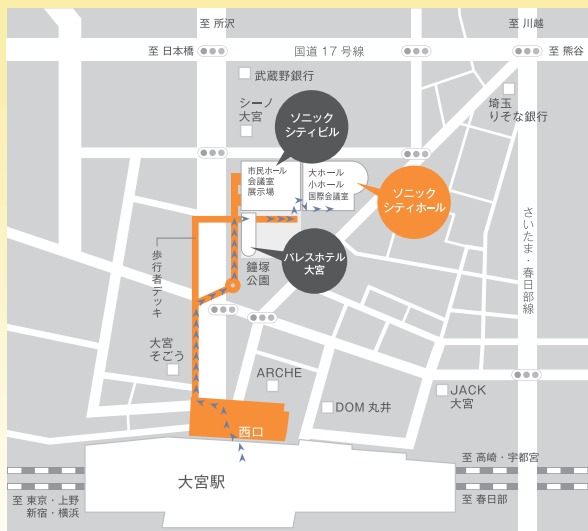 至 所沢
至 川越
至 日本橋
国道 17 号線
至 熊谷
武蔵野銀行
シーノ
大宮
ソニック
シティビル
埼玉
りそな銀行
市民ホール
会議室
展示場
大ホール
小ホール
国際会議室
ソニック
シティホール
さいたま・春日部線
歩行者デッキ
鐘塚
公園
パレスホテル
大宮
大宮
そごう
ARCHE
DOM 丸井
JACK
大宮
西口
大宮駅
至 高崎・宇都宮
至 東京・上野
新宿・横浜
至 春日部